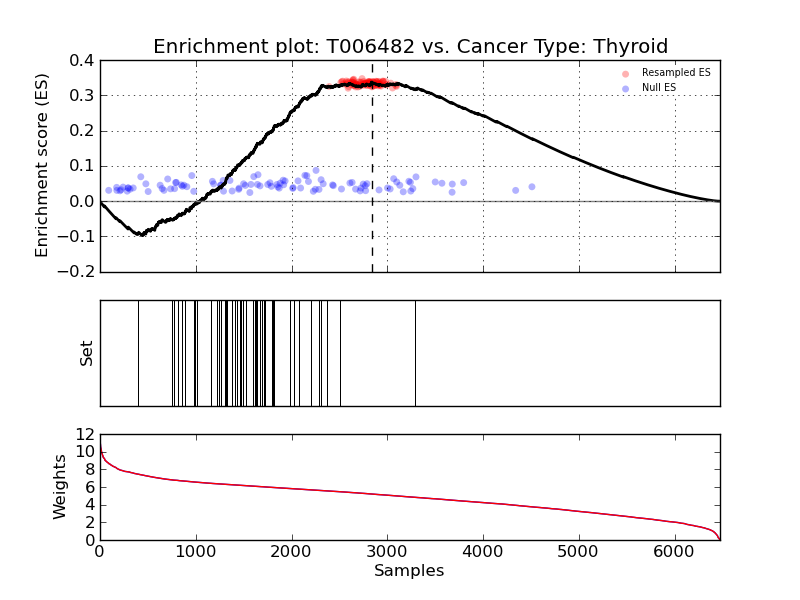 Enrichment plot: T006482 vs. Cancer Type: Thyroid
Enrichment score (ES)
0.4
0.3
0.2
0.1
0.0
−0.1
−0.2
Resampled ES
Null ES
Set
Weights
12
10
8
6
4
2
0
0 1000 2000 3000 4000 5000 6000
Samples